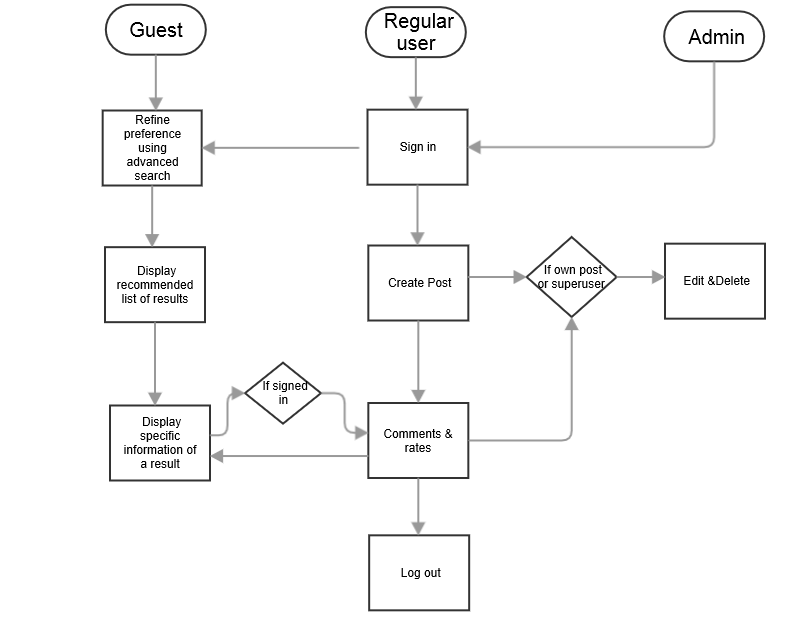 Guest
Regular
user
Admin
Refine
preference
using
advanced
search
Sign in
Display
recommended
list of results
Create Post
If own post
or superuser
Edit &Delete
Display
specific
information of
a result
If signed
in
Comments &
rates
Log out